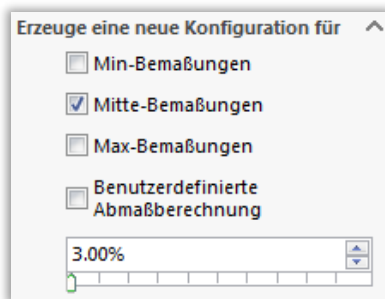 Erzeuge eine neue Konfiguration für
Min-Bemaßungen
Mitte-Bemaßungen
Max-Bemaßungen
Benutzerdefinierte
Abmaßberechnung
3.00%